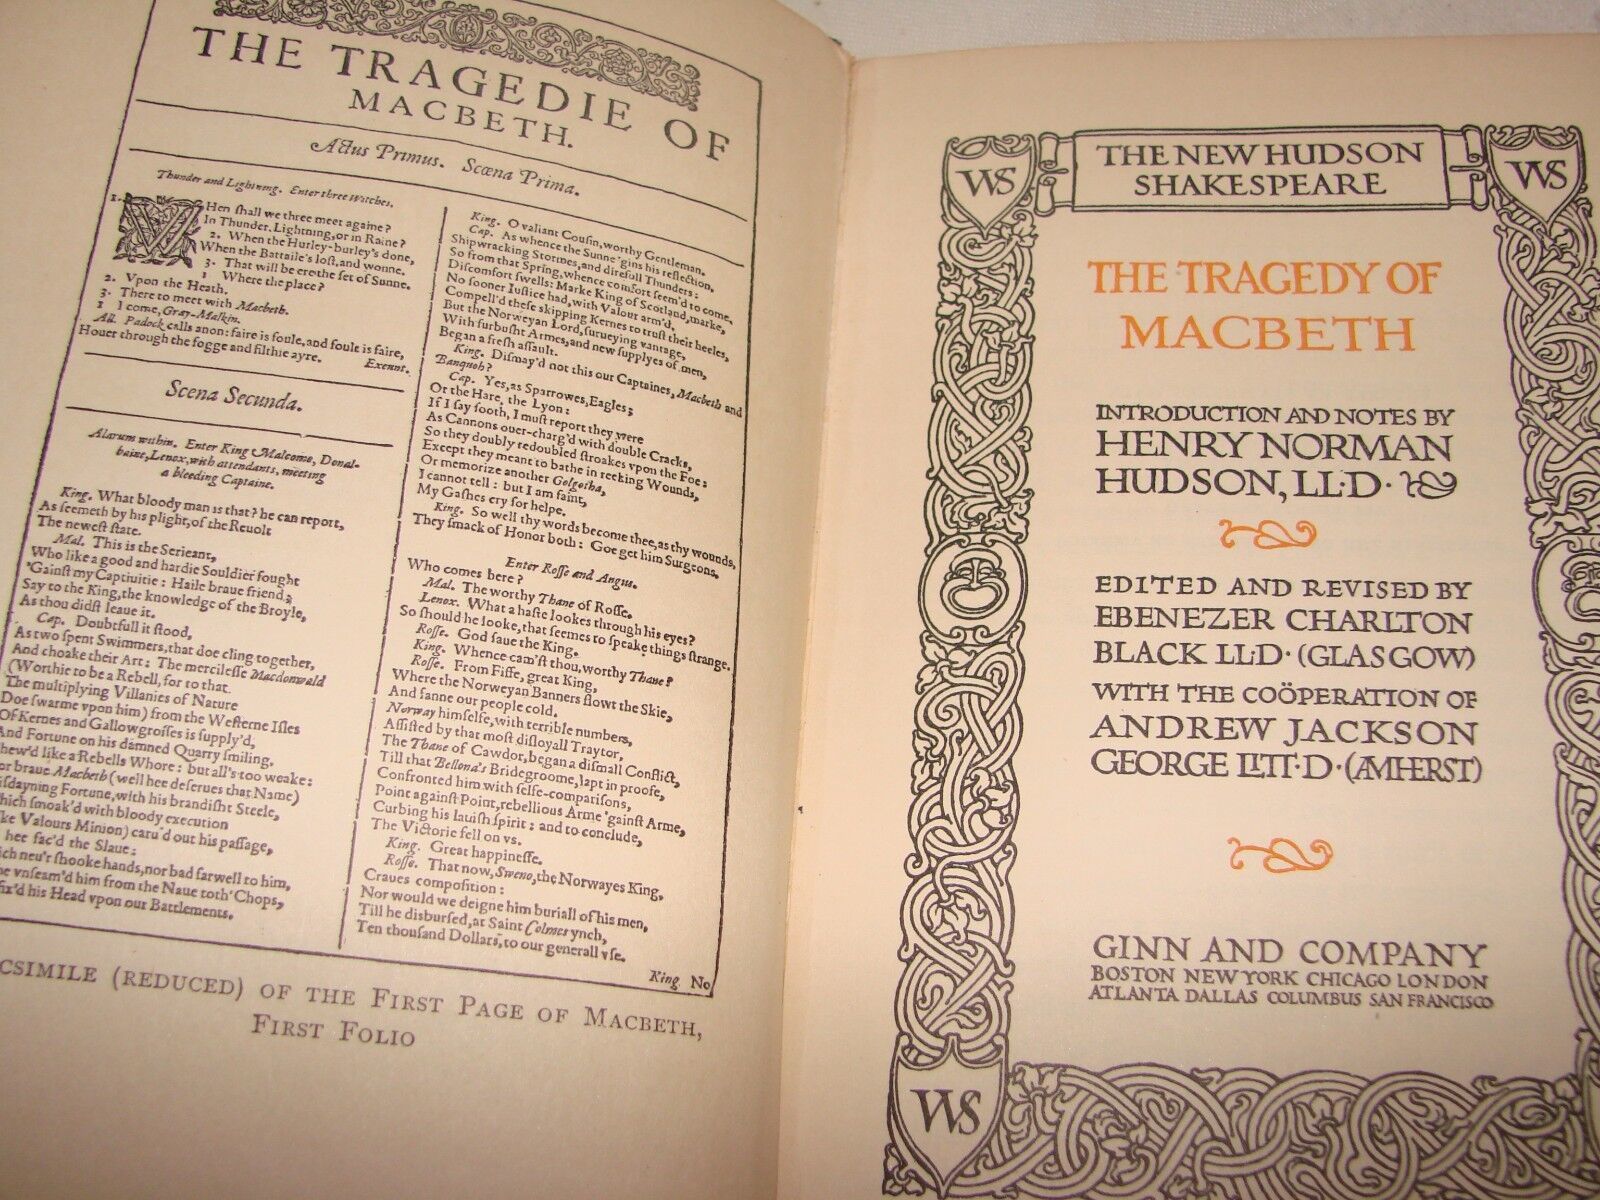 THE TRAGEDIE OF
MACBETH.
Actus Primus. Scœna Prima.
Thunder and Lightning. Enter three Witches.
1. WHen ſhall we three meet againe?
In Thunder, Lightning, or in Raine?
2. When the Hurley-burley's done,
When the Battaile's loſt, and wonne.
3. That will be ere the ſet of Sunne.
1 Where the place?
2. Vpon the Heath.
3. There to meet with Macbeth.
1 I come, Gray-Malkin.
All. Padock calls anon: faire is foule, and foule is faire,
Houer through the fogge and filthie ayre. Exeunt.
Scena Secunda.
Alarum within. Enter King Malcome, Donal-
baine, Lenox, with attendants, meeting
a bleeding Captaine.
King. What bloody man is that? he can report,
As ſeemeth by his plight, of the Reuolt
The neweſt ſtate.
Mal. This is the Serieant,
Who like a good and hardie Souldier fought
'Gainſt my Captiuitie: Haile braue friend;
Say to the King, the knowledge of the Broyle,
As thou didſt leaue it.
Cap. Doubtfull it ſtood,
As two ſpent Swimmers, that doe cling together,
And choake their Art: The mercileſſe Macdonwald
(Worthie to be a Rebell, for to that
The multiplying Villanies of Nature
Doe ſwarme vpon him) from the Weſterne Iſles
Of Kernes and Gallowgroſſes is ſupply'd,
And Fortune on his damned Quarry ſmiling,
hew'd like a Rebells Whore: but all's too weake:
or braue Macbeth (well hee deſerues that Name)
iſdayning Fortune, with his brandiſht Steele,
hich ſmoak'd with bloody execution
ke Valours Minion) caru'd out his paſſage,
hee fac'd the Slaue:
ich neu'r ſhooke hands, nor bad farwell to him,
he vnſeam'd him from the Naue toth' Chops,
fix'd his Head vpon our Battlements.
King. O valiant Couſin, worthy Gentleman.
Cap. As whence the Sunne 'gins his reflection,
Shipwracking Stormes, and direfull Thunders:
So from that Spring, whence comfort ſeem'd to come,
Diſcomfort ſwells: Marke King of Scotland, marke,
No ſooner Iuſtice had, with Valour arm'd,
Compell'd theſe skipping Kernes to truſt their heeles,
But the Norweyan Lord, ſurueying vantage,
With furbuſht Armes, and new ſupplyes of men,
Began a freſh aſſault.
King. Diſmay'd not this our Captaines, Macbeth and
Banquoh?
Cap. Yes, as Sparrowes, Eagles;
Or the Hare, the Lyon:
If I ſay ſooth, I muſt report they were
As Cannons ouer-charg'd with double Cracks,
So they doubly redoubled ſtroakes vpon the Foe:
Except they meant to bathe in reeking Wounds,
Or memorize another Golgotha,
I cannot tell: but I am faint,
My Gaſhes cry for helpe.
King. So well thy words become thee, as thy wounds,
They ſmack of Honor both: Goe get him Surgeons.
Enter Roſſe and Angus.
Who comes here?
Mal. The worthy Thane of Roſſe.
Lenox. What a haſte lookes through his eyes?
So ſhould he looke, that ſeemes to ſpeake things ſtrange.
Roſſe. God ſaue the King.
King. Whence cam'ſt thou, worthy Thane?
Roſſe. From Fiffe, great King,
Where the Norweyan Banners flowt the Skie,
And fanne our people cold.
Norway himſelfe, with terrible numbers,
Aſſiſted by that moſt diſloyall Traytor,
The Thane of Cawdor, began a diſmall Conflict,
Till that Bellona's Bridegroome, lapt in proofe,
Confronted him with ſelfe-compariſons,
Point againſt Point, rebellious Arme 'gainſt Arme,
Curbing his lauiſh ſpirit: and to conclude,
The Victorie fell on vs.
King. Great happineſſe.
Roſſe. That now, Sweno, the Norwayes King,
Craues compoſition:
Nor would we deigne him buriall of his men,
Till he disburſed, at Saint Colmes ynch,
Ten thouſand Dollars, to our generall vſe.
King. No
CSIMILE (REDUCED) OF THE FIRST PAGE OF MACBETH,
FIRST FOLIO
WS
THE NEW HUDSON
SHAKESPEARE
WS
THE TRAGEDY OF
MACBETH
INTRODUCTION AND NOTES BY
HENRY NORMAN
HUDSON, LL·D·
EDITED AND REVISED BY
EBENEZER CHARLTON
BLACK LL·D· (GLASGOW)
WITH THE COÖPERATION OF
ANDREW JACKSON
GEORGE LITT·D· (AMHERST)
GINN AND COMPANY
BOSTON NEW YORK CHICAGO LONDON
ATLANTA DALLAS COLUMBUS SAN FRANCISCO
WS